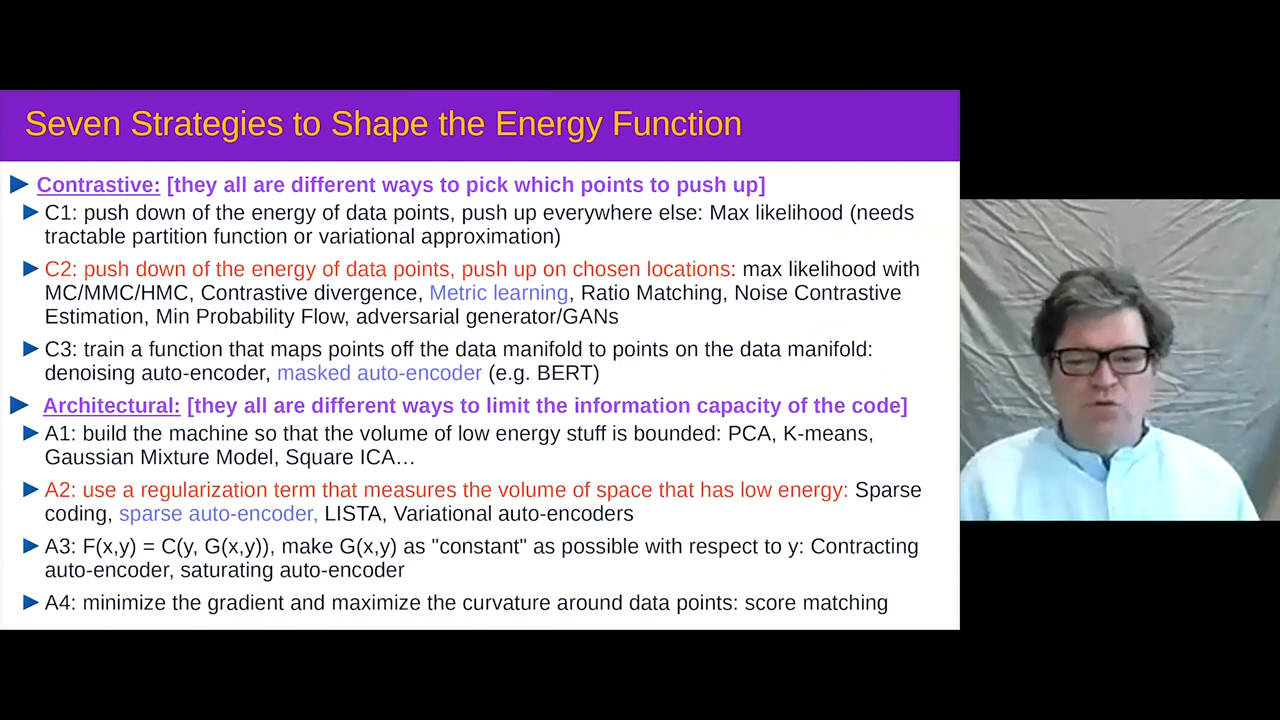 Seven Strategies to Shape the Energy Function
Contrastive: [they all are different ways to pick which points to push up]
C1: push down of the energy of data points, push up everywhere else: Max likelihood (needs
tractable partition function or variational approximation)
C2: push down of the energy of data points, push up on chosen locations: max likelihood with
MC/MMC/HMC, Contrastive divergence, Metric learning, Ratio Matching, Noise Contrastive
Estimation, Min Probability Flow, adversarial generator/GANs
C3: train a function that maps points off the data manifold to points on the data manifold:
denoising auto-encoder, masked auto-encoder (e.g. BERT)
Architectural: [they all are different ways to limit the information capacity of the code]
A1: build the machine so that the volume of low energy stuff is bounded: PCA, K-means,
Gaussian Mixture Model, Square ICA…
A2: use a regularization term that measures the volume of space that has low energy: Sparse
coding, sparse auto-encoder, LISTA, Variational auto-encoders
A3: F(x,y) = C(y, G(x,y)), make G(x,y) as "constant" as possible with respect to y: Contracting
auto-encoder, saturating auto-encoder
A4: minimize the gradient and maximize the curvature around data points: score matching